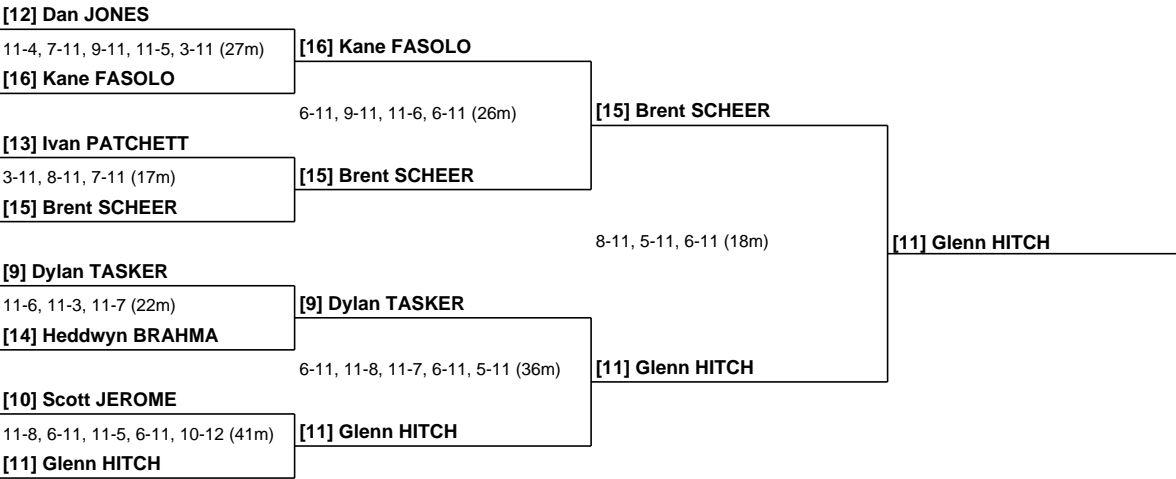 [12] Dan JONES
11-4, 7-11, 9-11, 11-5, 3-11 (27m)
[16] Kane FASOLO
[16] Kane FASOLO
6-11, 9-11, 11-6, 6-11 (26m)
[15] Brent SCHEER
[13] Ivan PATCHETT
3-11, 8-11, 7-11 (17m)
[15] Brent SCHEER
[15] Brent SCHEER
8-11, 5-11, 6-11 (18m)
[11] Glenn HITCH
[9] Dylan TASKER
11-6, 11-3, 11-7 (22m)
[9] Dylan TASKER
[14] Heddwyn BRAHMA
6-11, 11-8, 11-7, 6-11, 5-11 (36m)
[11] Glenn HITCH
[10] Scott JEROME
11-8, 6-11, 11-5, 6-11, 10-12 (41m)
[11] Glenn HITCH
[11] Glenn HITCH